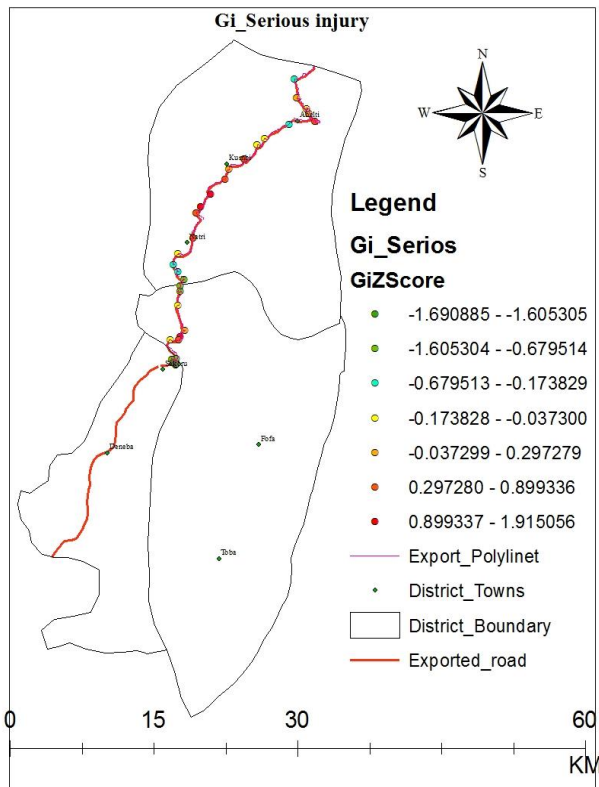 Gi_Serious injury
N
W
E
S
Natri
Deneba
Fofa
Toba
Legend
Gi_Serios
GiZScore
-1.690885 - -1.605305
-1.605304 - -0.679514
-0.679513 - -0.173829
-0.173828 - -0.037300
-0.037299 - 0.297279
0.297280 - 0.899336
0.899337 - 1.915056
Export_Polylinet
District_Towns
District_Boundary
Exported_road
0
15
30
60
KM